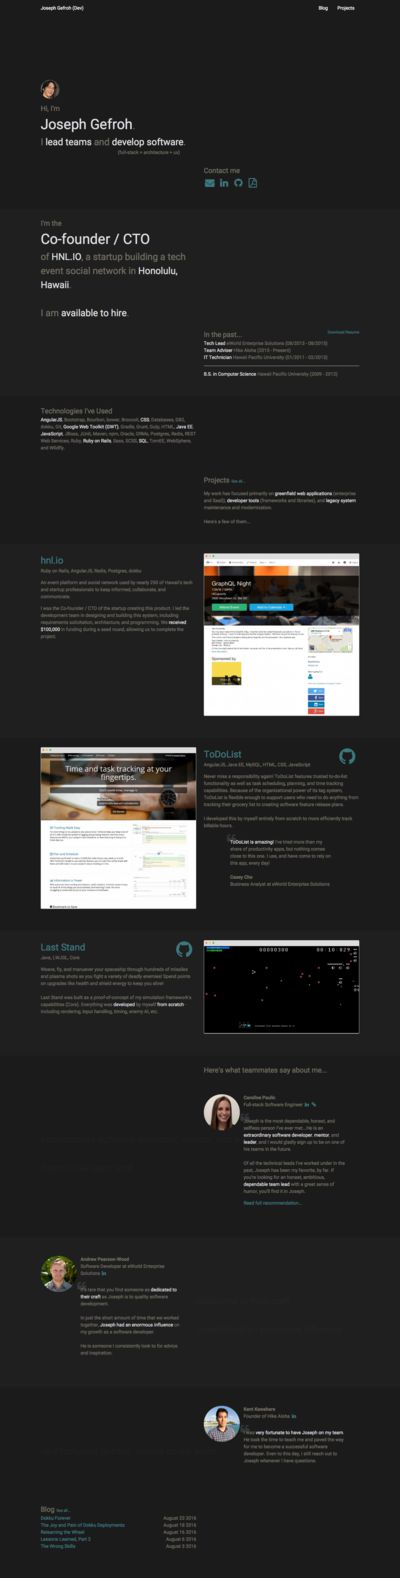 Joseph Gefroh (Dev)
Blog Projects
Hi, I'm
Joseph Gefroh.
I lead teams and develop software.
(full-stack + architecture + ux)
Contact me
I'm the
Co-founder / CTO
of HNL.IO, a startup building a tech
event social network in Honolulu,
Hawaii.
I am available to hire.
Download Resume
In the past...
Tech Lead eWorld Enterprise Solutions (08/2013 - 08/2015)
Team Adviser Hike Aloha (2015 - Present)
IT Technician Hawaii Pacific University (01/2011 - 02/2013)
B.S. in Computer Science Hawaii Pacific University (2009 - 2012)
Technologies I've Used
AngularJS, Bootstrap, Bourbon, bower, Broccoli, CSS, Databases, DB2,
dokku, Git, Google Web Toolkit (GWT), Gradle, Grunt, Gulp, HTML, Java EE,
JavaScript, JBoss, JUnit, Maven, npm, Oracle, ORMs, Postgres, Redis, REST
Web Services, Ruby, Ruby on Rails, Sass, SCSS, SQL, TomEE, WebSphere,
and Wildfly.
Projects See all...
My work has focused primarily on greenfield web applications (enterprise
and SaaS), developer tools (frameworks and libraries), and legacy system
maintenance and modernization.
Here's a few of them...
hnl.io
Ruby on Rails, AngularJS, Redis, Postgres, dokku
An event platform and social network used by nearly 250 of Hawaii's tech
and startup professionals to keep informed, collaborate, and
communicate.
I was the Co-founder / CTO of the startup creating this product. I led the
development team in designing and building this system, including
requirements solicitation, architecture, and programming. We received
$100,000 in funding during a seed round, allowing us to complete the
project.
GraphQL Night
Attend Event
Add to Calendar
Sponsored by
Time and task tracking at your
fingertips.
ToDoList
AngularJS, Java EE, MySQL, HTML, CSS, JavaScript
Never miss a responsibility again! ToDoList features trusted to-do-list
functionality as well as task scheduling, planning, and time tracking
capabilities. Because of the organizational power of its tag system,
ToDoList is flexible enough to support users who need to do anything from
tracking their grocery list to creating software feature release plans.
I developed this by myself entirely from scratch to more efficiently track
billable hours.
ToDoList is amazing! I've tried more than my
share of productivity apps, but nothing comes
close to this one. I use, and have come to rely on
this app, every day!
Casey Cho
Business Analyst at eWorld Enterprise Solutions
Last Stand
Java, LWJGL, Core
Weave, fly, and maneuver your spaceship through hundreds of missiles
and plasma shots as you fight a variety of deadly enemies! Spend points
on upgrades like health and shield energy to keep you alive!
Last Stand was built as a proof-of-concept of my simulation framework's
capabilities (Core). Everything was developed by myself from scratch
including rendering, input handling, timing, enemy AI, etc.
00000300
00:10:029
Here's what teammates say about me...
Caroline Paulic
Full-stack Software Engineer
Joseph is the most dependable, honest, and
selfless person I've ever met...He is an
extraordinary software developer, mentor, and
leader, and I would gladly sign up to be on one of
his teams in the future.
Of all the technical leads I've worked under in the
past, Joseph has been my favorite, by far. If
you're looking for an honest, ambitious,
dependable team lead with a great sense of
humor, you'll find it in Joseph.
Read full recommendation...
Andrew Pearson-Wood
Software Developer at eWorld Enterprise
Solutions
It's rare that you find someone as dedicated to
their craft as Joseph is to quality software
development.
In just the short amount of time that we worked
together, Joseph had an enormous influence on
my growth as a software developer.
He is someone I consistently look to for advice
and inspiration.
Kent Kaneshiro
Founder of Hike Aloha
I was very fortunate to have Joseph on my team.
He took the time to teach me and paved the way
for me to become a successful software
developer. Even to this day, I still reach out to
Joseph whenever I have questions.
Blog See all...
Dokku Forever August 23 2016
The Joy and Pain of Dokku Deployments August 18 2016
Relearning the Wheel August 16 2016
Lessons Learned, Part 2 August 5 2016
The Wrong Skills August 3 2016